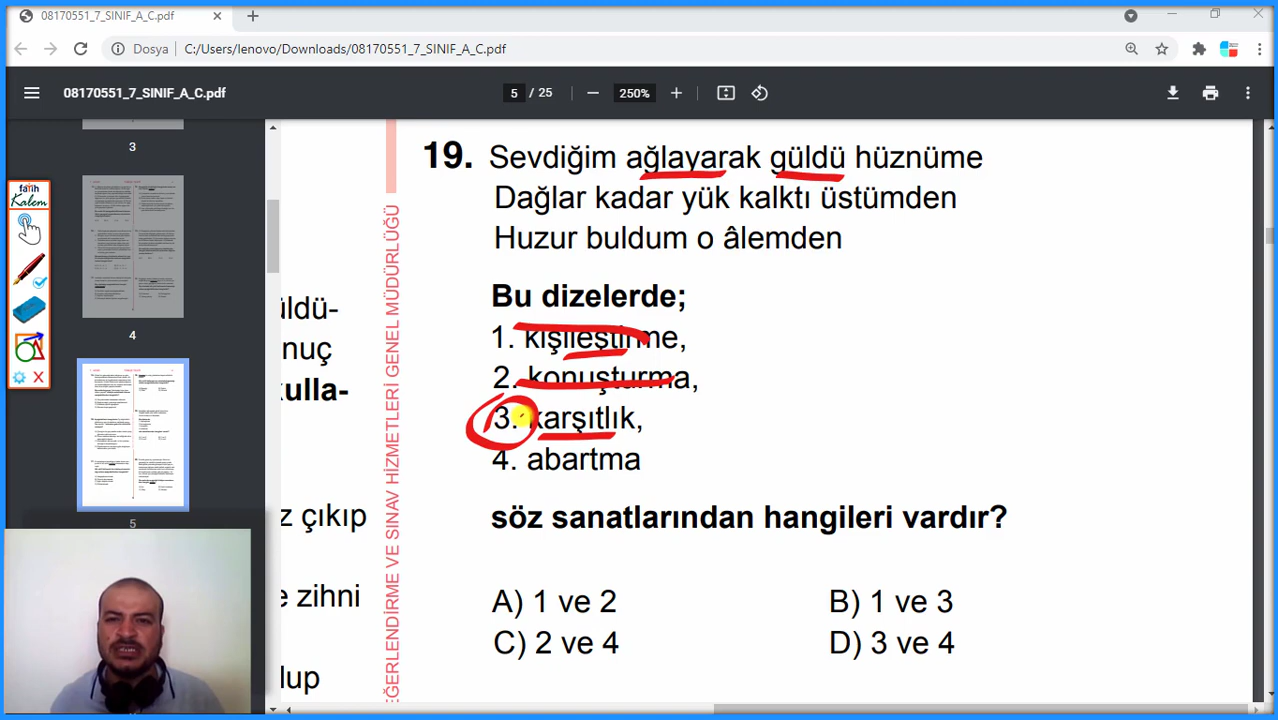 08170551_7_SINIF_A_C.pdf
Dosya C:/Users/lenovo/Downloads/08170551_7_SINIF_A_C.pdf
08170551_7_SINIF_A_C.pdf
5 / 25
250%
3
4
5
fatih
Kalem
üldü-
nuç
kulla-
z çıkıp
e zihni
lup
ĞERLENDİRME VE SINAV HİZMETLERİ GENEL MÜDÜRLÜĞÜ
19. Sevdiğim ağlayarak güldü hüznüme
Dağlar kadar yük kalktı üstümden
Huzur buldum o âlemden
Bu dizelerde;
1. kişileştirme,
2. konuşturma,
3. karşıtlık,
4. abartma
söz sanatlarından hangileri vardır?
A) 1 ve 2
B) 1 ve 3
C) 2 ve 4
D) 3 ve 4